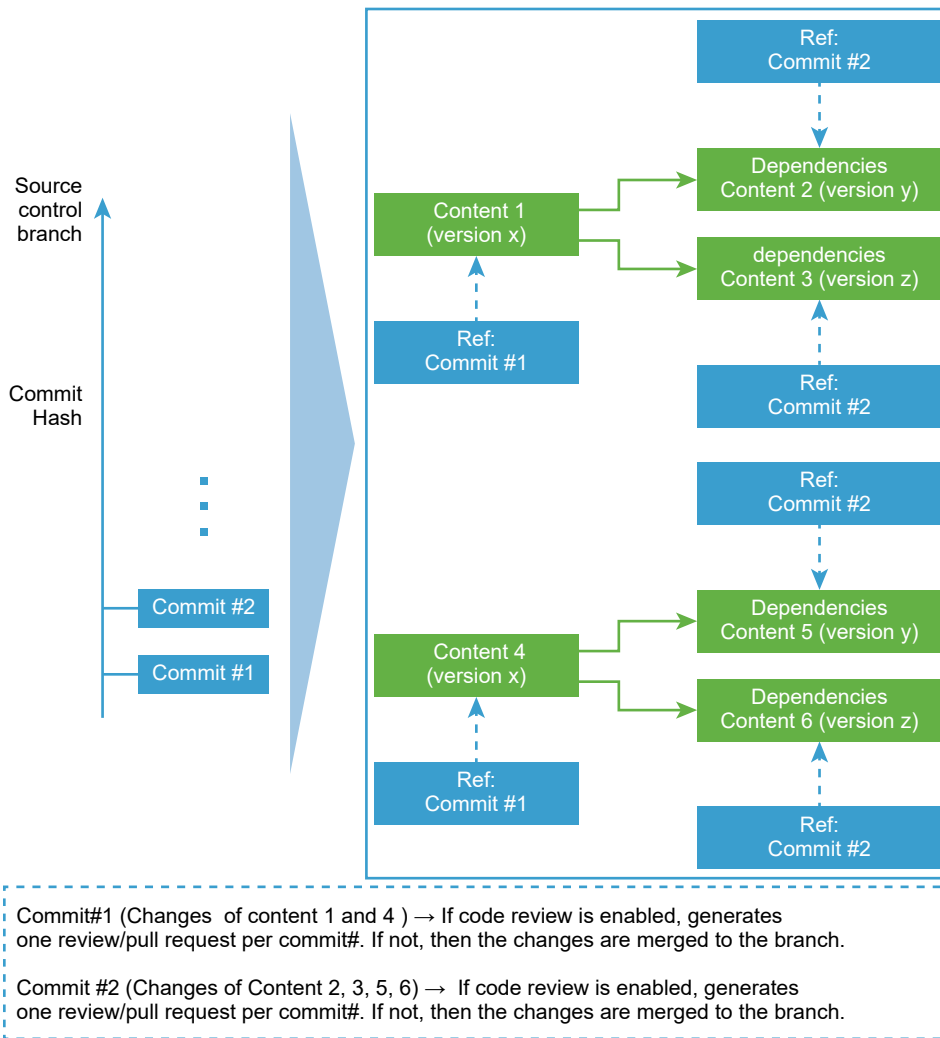 Source
control
branch
Commit
Hash
Commit #2
Commit #1
Ref:
Commit #2
Dependencies
Content 2 (version y)
Content 1
(version x)
dependencies
Content 3 (version z)
Ref:
Commit #1
Ref:
Commit #2
Ref:
Commit #2
Dependencies
Content 5 (version y)
Content 4
(version x)
Dependencies
Content 6 (version z)
Ref:
Commit #1
Ref:
Commit #2
Commit#1 (Changes of content 1 and 4 ) → If code review is enabled, generates
one review/pull request per commit#. If not, then the changes are merged to the branch.
Commit #2 (Changes of Content 2, 3, 5, 6) → If code review is enabled, generates
one review/pull request per commit#. If not, then the changes are merged to the branch.